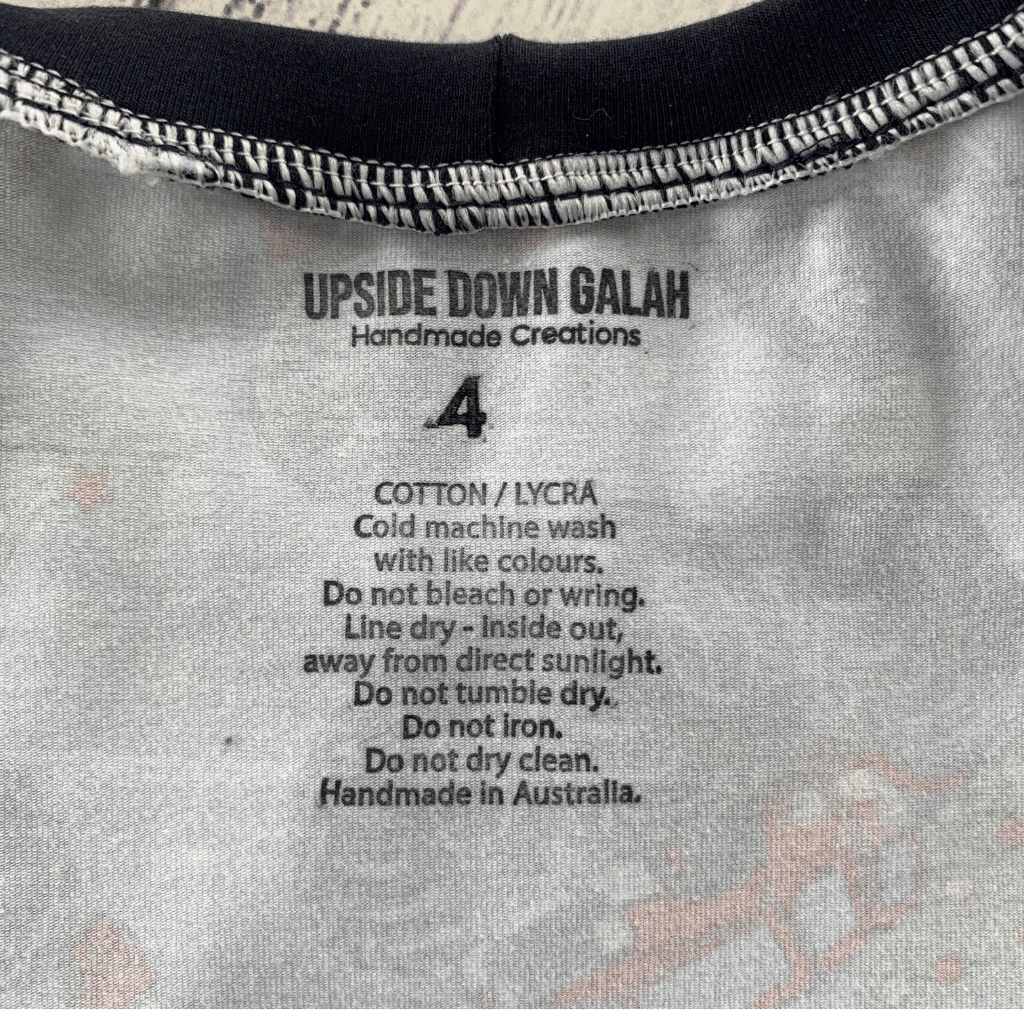 UPSIDE DOWN GALAH
Handmade Creations
4
COTTON / LYCRA
Cold machine wash
with like colours.
Do not bleach or wring.
Line dry - inside out,
away from direct sunlight.
Do not tumble dry.
Do not iron.
Do not dry clean.
Handmade in Australia.